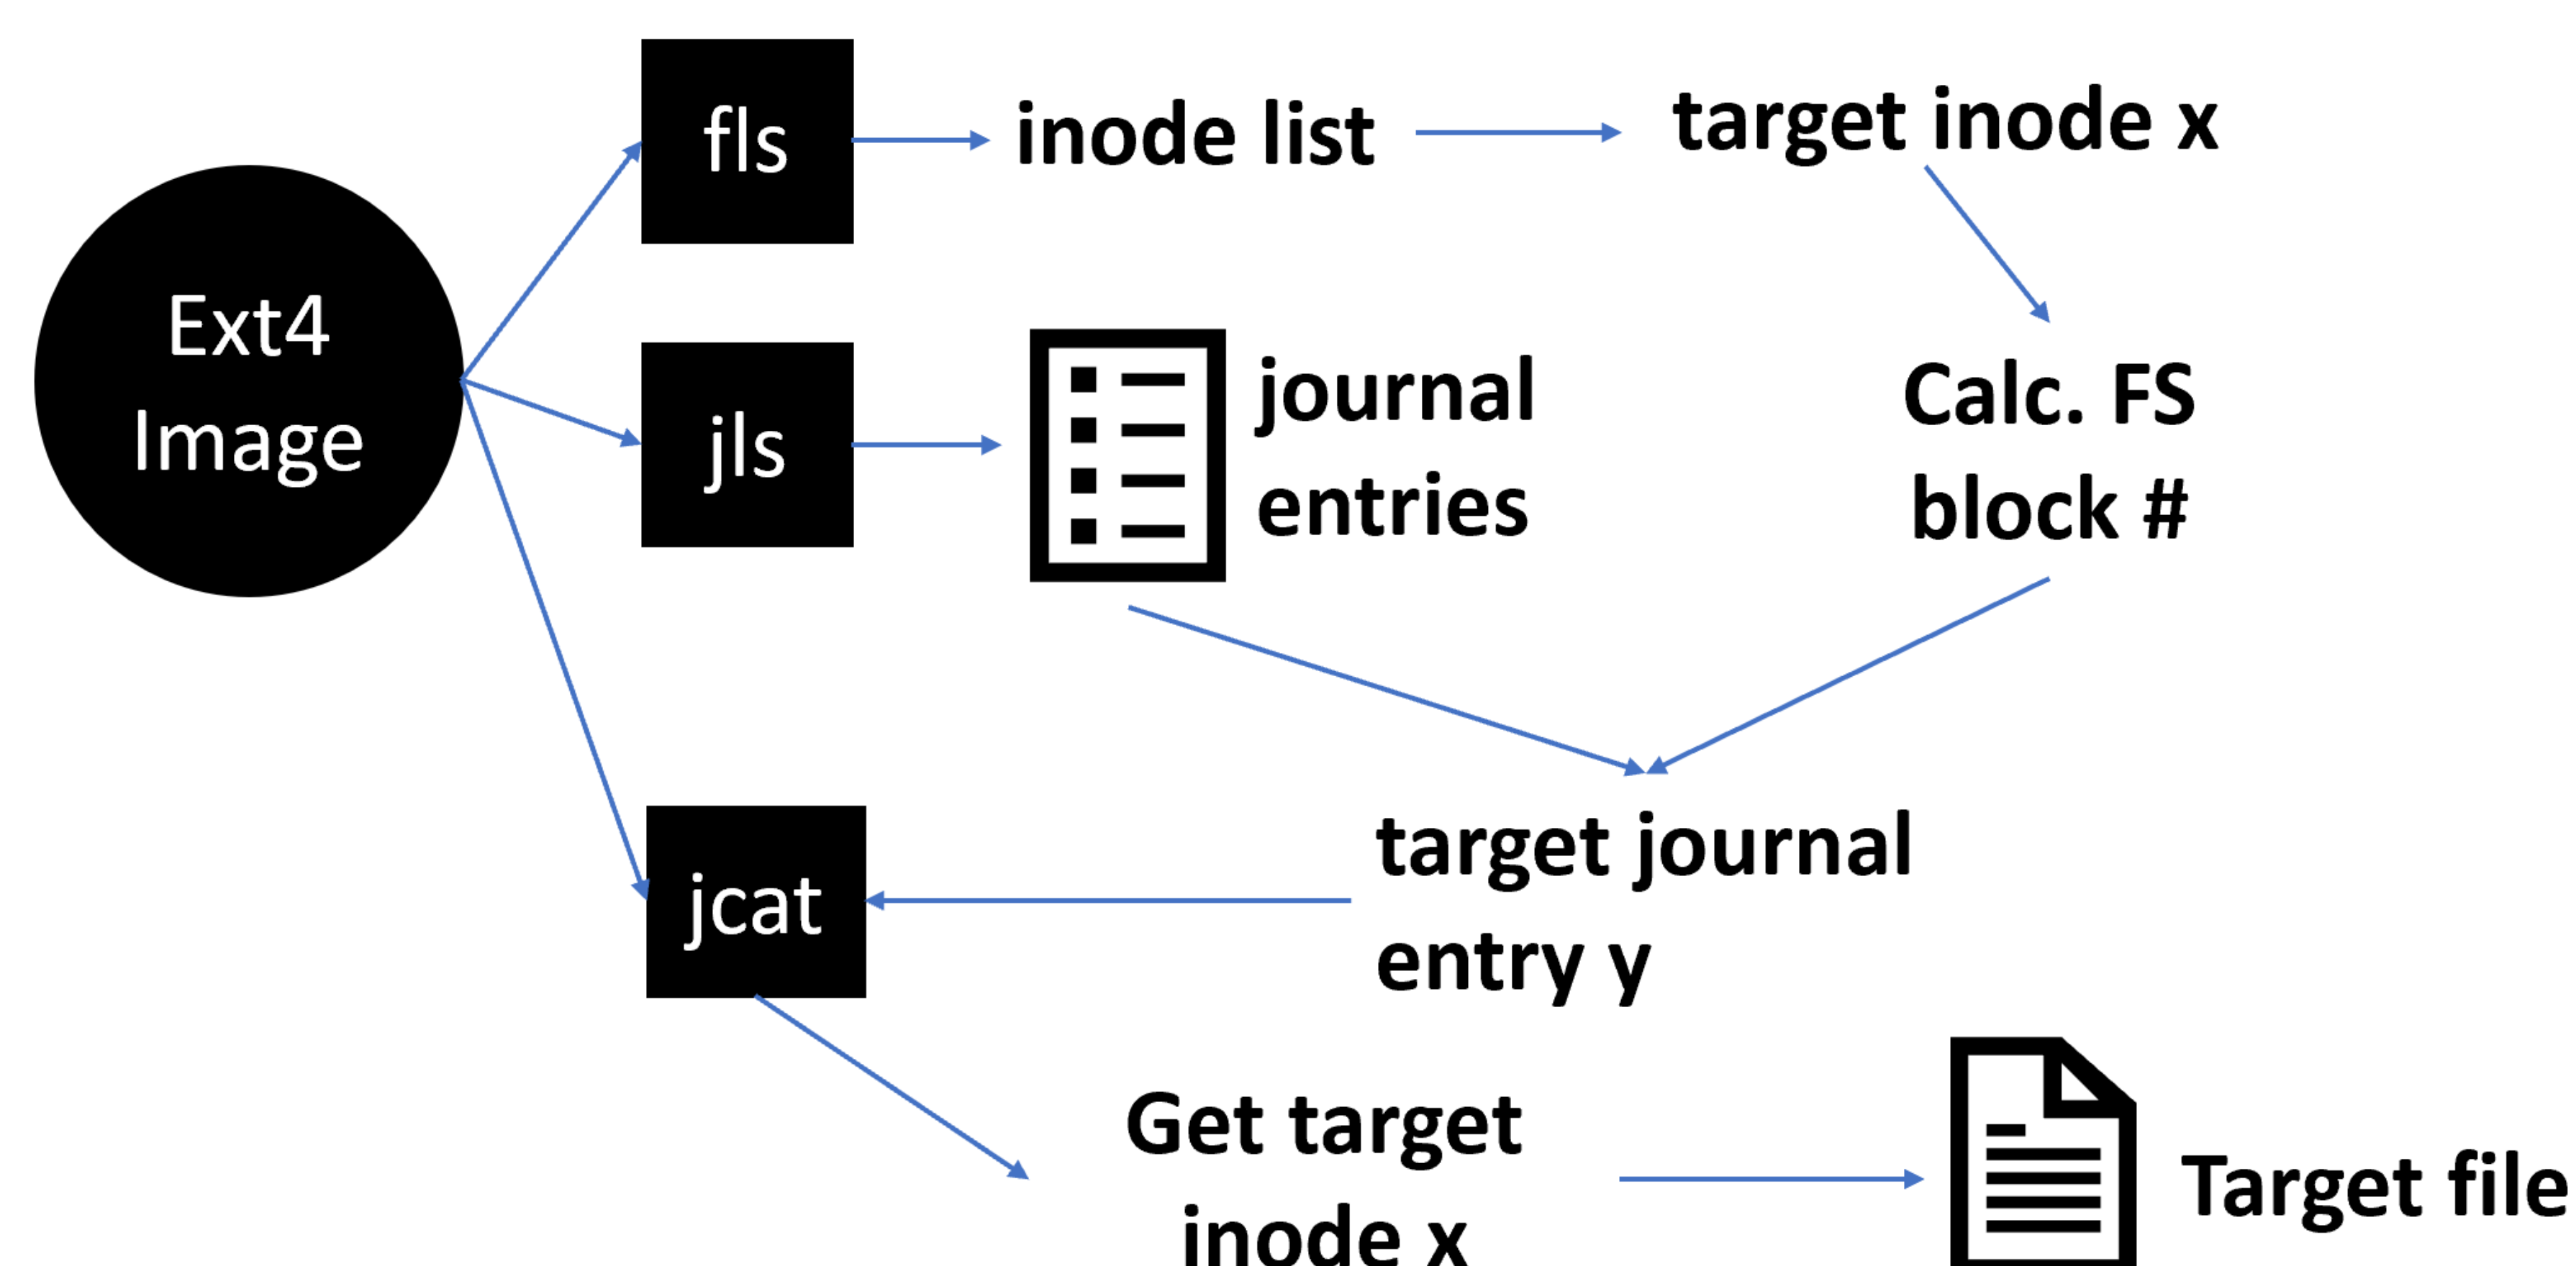 Ext4
Image
fls
inode list
target inode x
jls
journal
entries
Calc. FS
block #
jcat
target journal
entry y
Get target
inode x
Target file